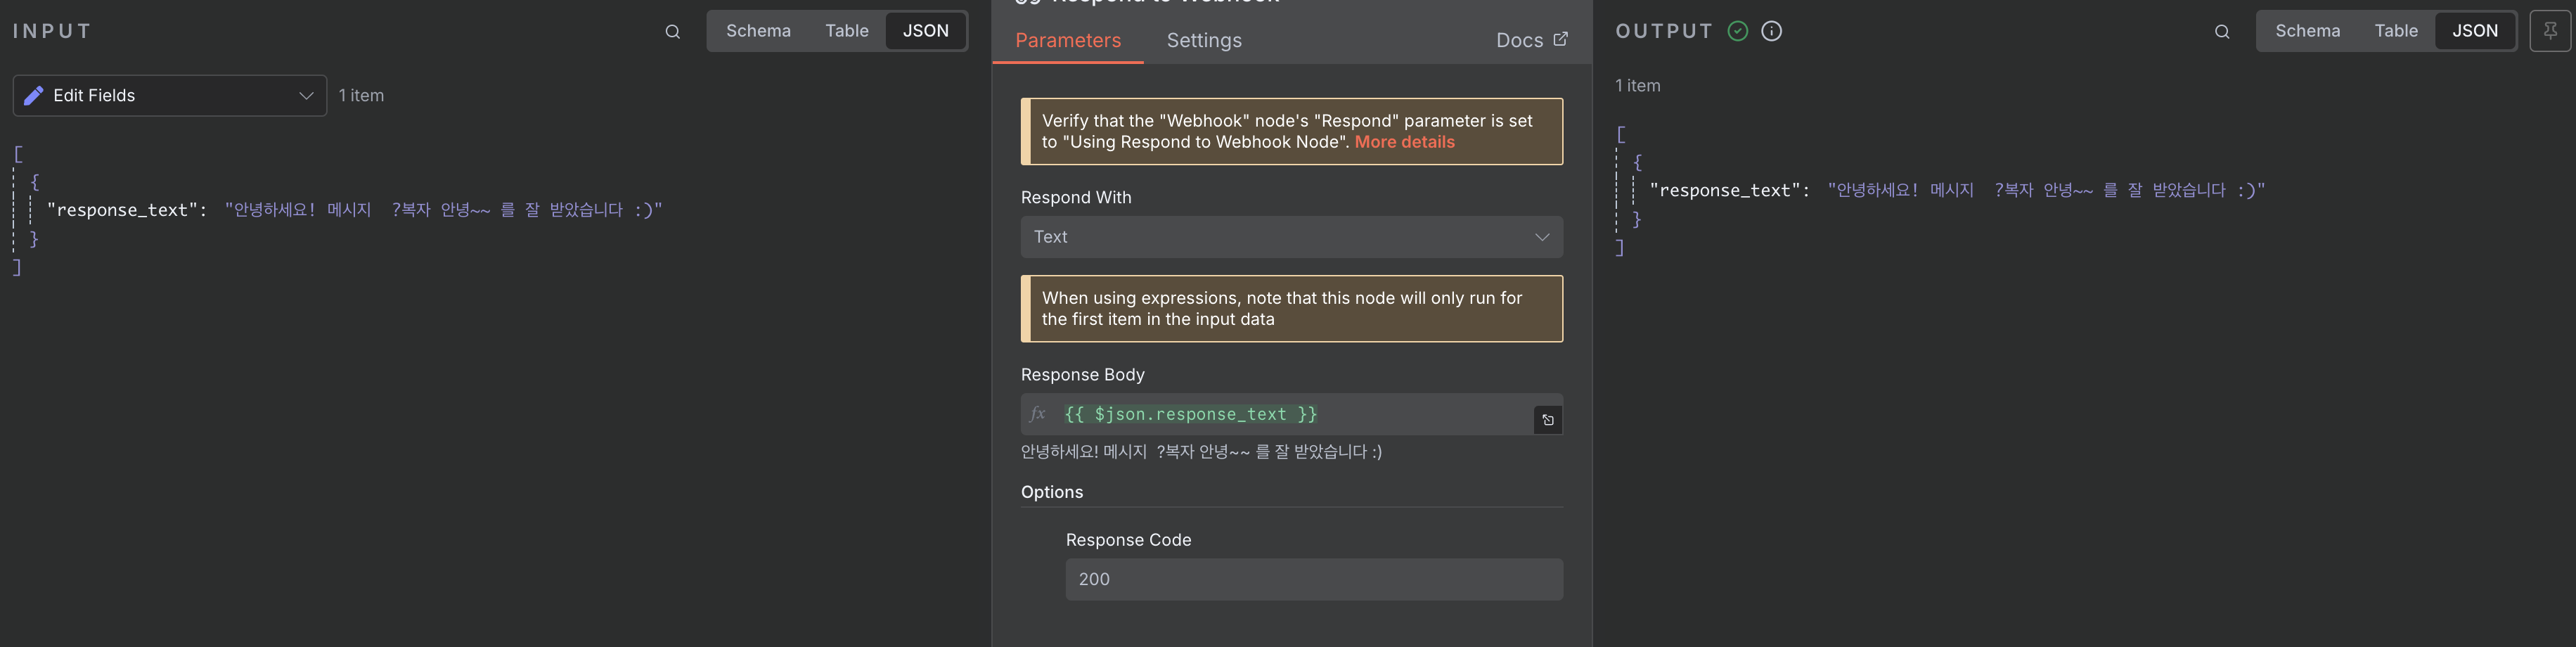 INPUT
Schema Table JSON
Edit Fields
1 item
[
{
"response_text": "안녕하세요! 메시지  ?복자 안녕~~ 를 잘 받았습니다 :)"
}
]
Respond to Webhook
Parameters Settings Docs
Verify that the "Webhook" node's "Respond" parameter is set
to "Using Respond to Webhook Node". More details
Respond With
Text
When using expressions, note that this node will only run for
the first item in the input data
Response Body
fx {{ $json.response_text }}
안녕하세요! 메시지  ?복자 안녕~~ 를 잘 받았습니다 :)
Options
Response Code
200
OUTPUT
Schema Table JSON
1 item
[
{
"response_text": "안녕하세요! 메시지  ?복자 안녕~~ 를 잘 받았습니다 :)"
}
]